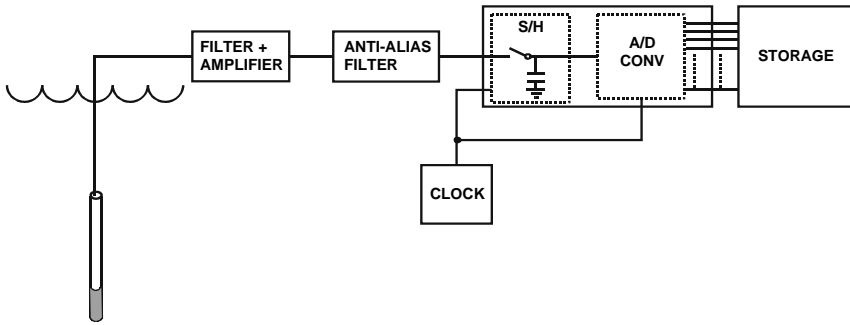 FILTER +
AMPLIFIER
ANTI-ALIAS
FILTER
S/H
A/D
CONV
STORAGE
CLOCK